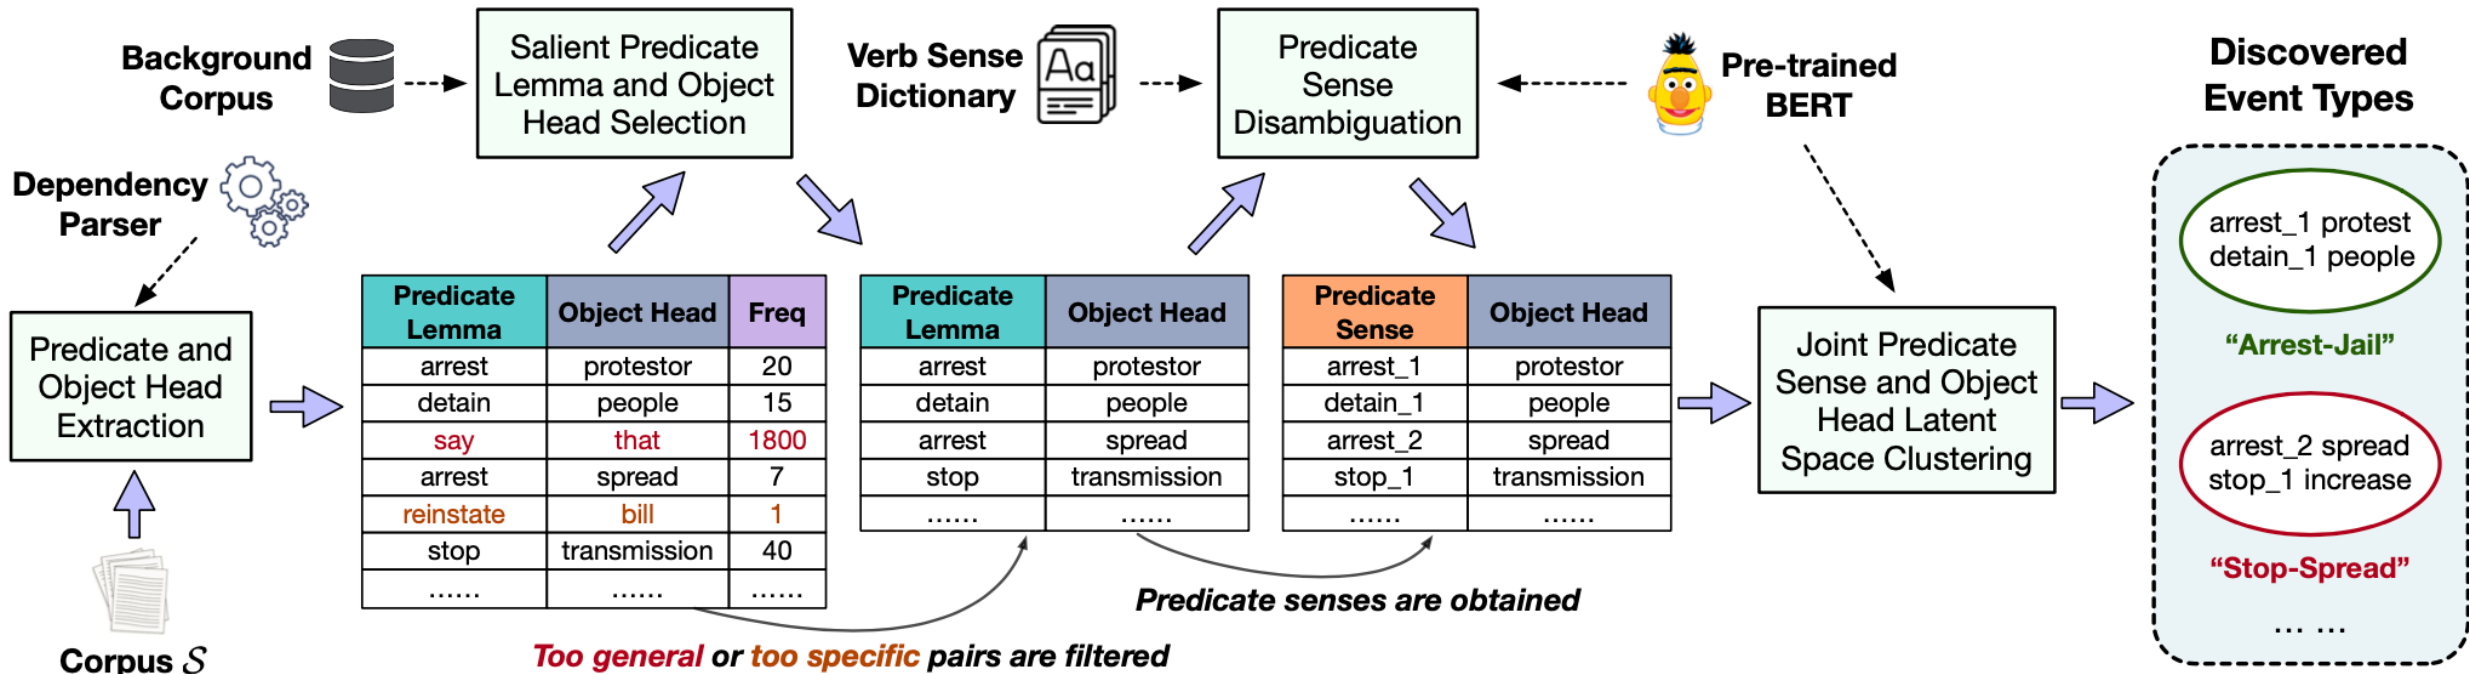 Background
Corpus
Salient Predicate
Lemma and Object
Head Selection
Verb Sense
Dictionary
Aa
Predicate
Sense
Disambiguation
Pre-trained
BERT
Discovered
Event Types
Dependency
Parser
Predicate and
Object Head
Extraction
Corpus S
Predicate Lemma Object Head Freq
arrest protestor 20
detain people 15
say that 1800
arrest spread 7
reinstate bill 1
stop transmission 40
...... ...... ......
Too general or too specific pairs are filtered
Predicate Lemma Object Head
arrest protestor
detain people
arrest spread
stop transmission
...... ......
Predicate senses are obtained
Predicate Sense Object Head
arrest_1 protestor
detain_1 people
arrest_2 spread
stop_1 transmission
...... ......
Joint Predicate
Sense and Object
Head Latent
Space Clustering
arrest_1 protest
detain_1 people
“Arrest-Jail”
arrest_2 spread
stop_1 increase
“Stop-Spread”
... ...